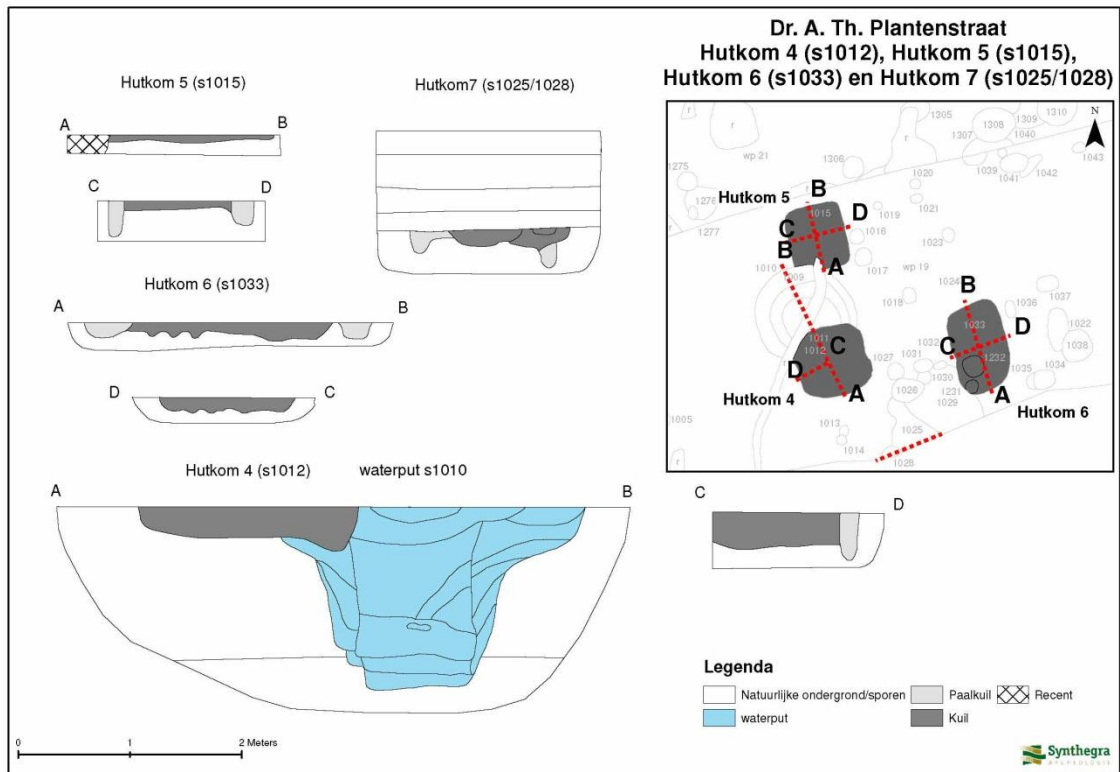 Dr. A. Th. Plantenstraat
Hutkom 4 (s1012), Hutkom 5 (s1015),
Hutkom 6 (s1033) en Hutkom 7 (s1025/1028)
Hutkom 5 (s1015)
A
B
C
D
Hutkom7 (s1025/1028)
Hutkom 6 (s1033)
A
B
D
C
Hutkom 4 (s1012)
waterput s1010
A
B
C
D
N
r
r
wp 21
1305
1309
1310
1308
1307
1040
1043
1039
1041
1042
1275
1306
1020
1276
1277
Hutkom 5
r
B
1015
D
C
B
1019
1021
1016
1023
1017
wp 19
1010
A
1018
1024
B
1037
1036
1033
D
1022
1011
1012
C
1027
1032
C
1031
1232
1038
D
1030
1035
1034
1026
1231
1029
A
A
Hutkom 4
Hutkom 6
1005
1013
1025
1014
1028
r
Legenda
Natuurlijke ondergrond/sporen
Paalkuil
Recent
waterput
Kuil
0 1 2 Meters
Synthegra